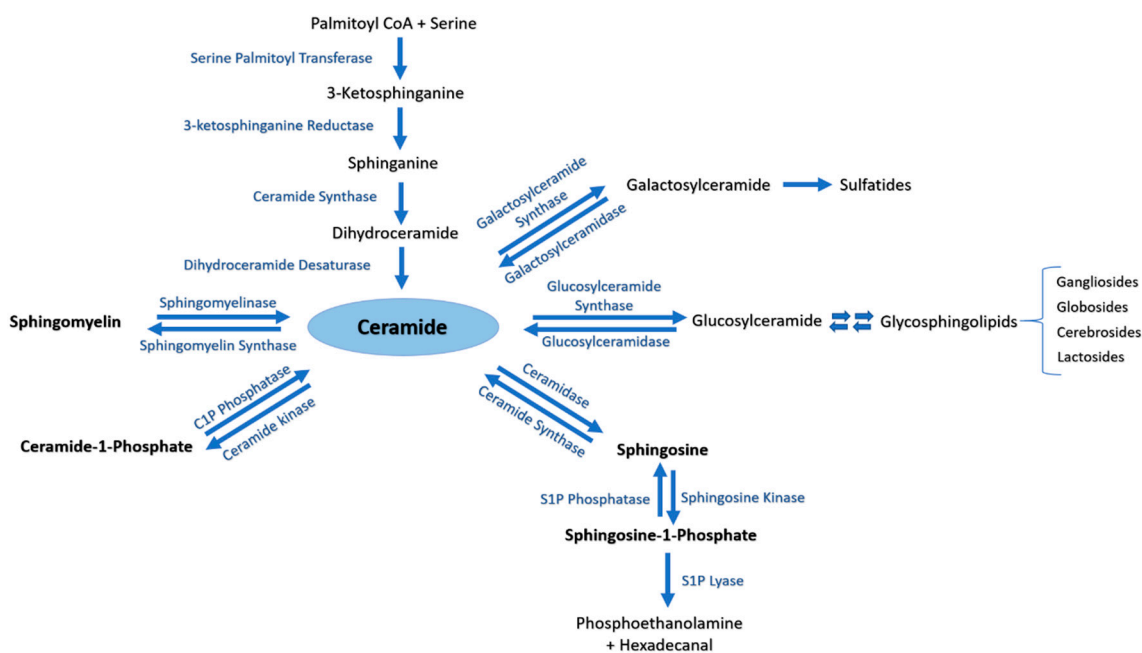 Palmitoyl CoA + Serine
Serine Palmitoyl Transferase
3-Ketosphinganine
3-ketosphinganine Reductase
Sphinganine
Ceramide Synthase
Dihydroceramide
Dihydroceramide Desaturase
Galactosylceramide
Synthase
Galactosylceramidase
Galactosylceramide
Sulfatides
Sphingomyelin
Sphingomyelinase
Sphingomyelin Synthase
Ceramide
Glucosylceramide
Synthase
Glucosylceramidase
Glucosylceramide
Glycosphingolipids
Gangliosides
Globosides
Cerebrosides
Lactosides
C1P Phosphatase
Ceramide kinase
Ceramide-1-Phosphate
Ceramidase
Ceramide Synthase
Sphingosine
S1P Phosphatase
Sphingosine Kinase
Sphingosine-1-Phosphate
S1P Lyase
Phosphoethanolamine
+ Hexadecanal